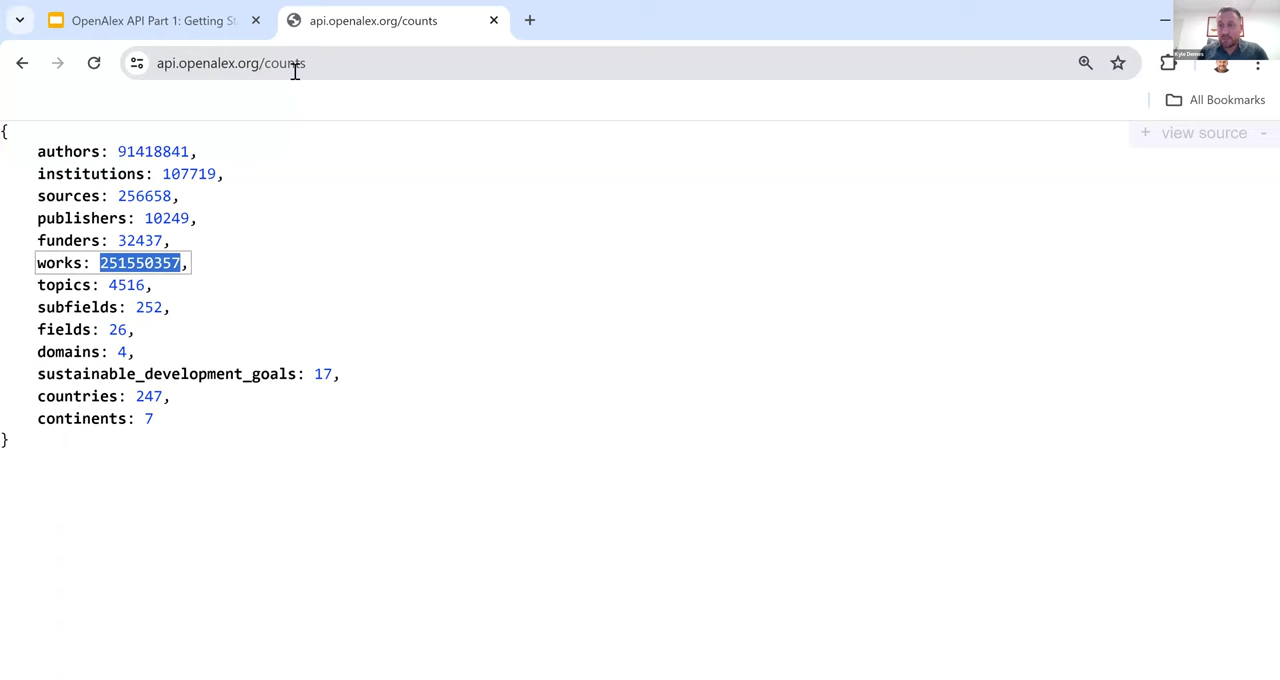 OpenAlex API Part 1: Getting St
api.openalex.org/counts
api.openalex.org/counts
Kyle Demes
All Bookmarks
+ view source -
{
authors: 91418841,
institutions: 107719,
sources: 256658,
publishers: 10249,
funders: 32437,
works: 251550357,
topics: 4516,
subfields: 252,
fields: 26,
domains: 4,
sustainable_development_goals: 17,
countries: 247,
continents: 7
}